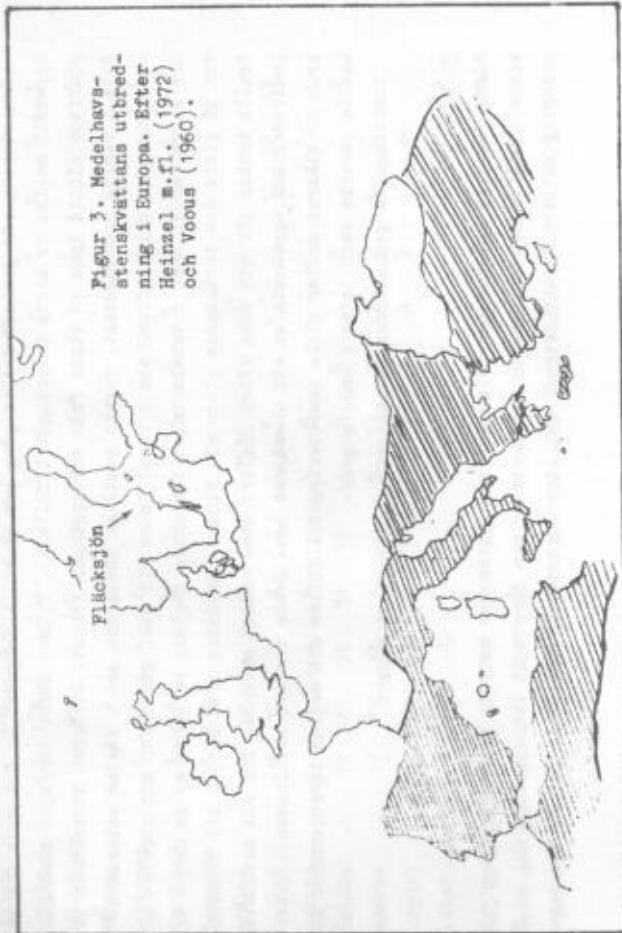 Figur 3. Medelhavs-
stenskvättans utbred-
ning i Europa. Efter
Heinzel m.fl. (1972)
och Voous (1960).
Fläcksjön